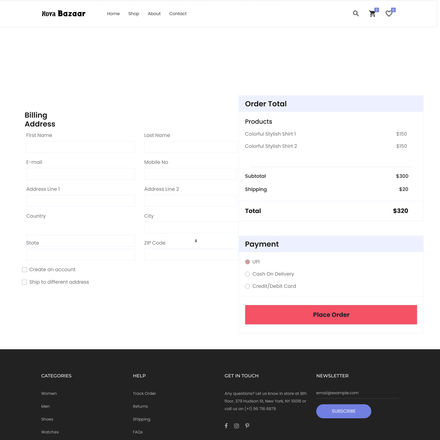 Nova Bazaar
Home Shop About Contact
Billing
Address
First Name Last Name
E-mail Mobile No
Address Line 1 Address Line 2
Country City
State ZIP Code
Create an account
Ship to different address
Order Total
Products
Colorful Stylish Shirt 1 $150
Colorful Stylish Shirt 2 $150
Subtotal $300
Shipping $20
Total $320
Payment
UPI
Cash On Delivery
Credit/Debit Card
Place Order
CATEGORIES
Women
Men
Shoes
Watches
HELP
Track Order
Returns
Shipping
FAQs
GET IN TOUCH
Any questions? Let us know in store at 8th
floor, 379 Hudson St, New York, NY 10018 or
call us on (+1) 96 716 6879
NEWSLETTER
email@example.com
SUBSCRIBE